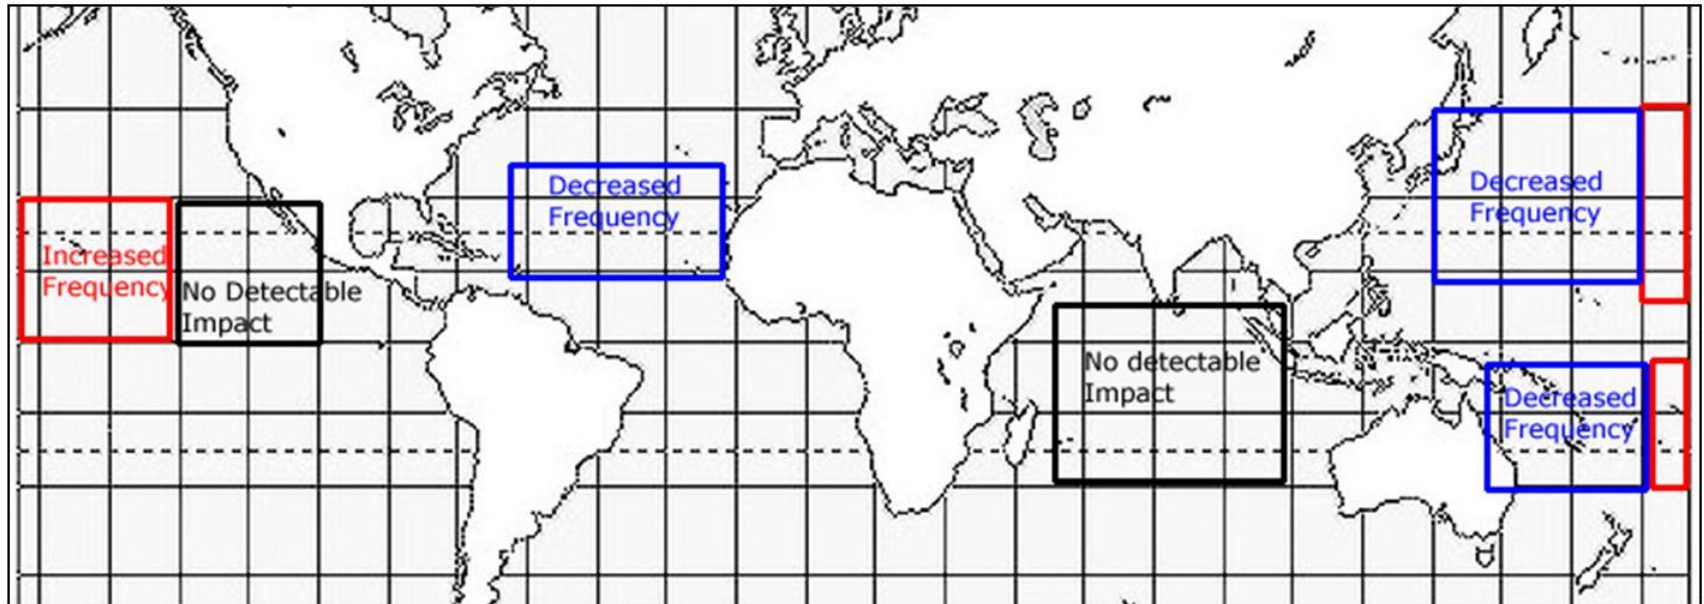 Decreased
Frequency
Decreased
Frequency
Increased
Frequency
No Detectable
Impact
No detectable
Impact
Decreased
Frequency